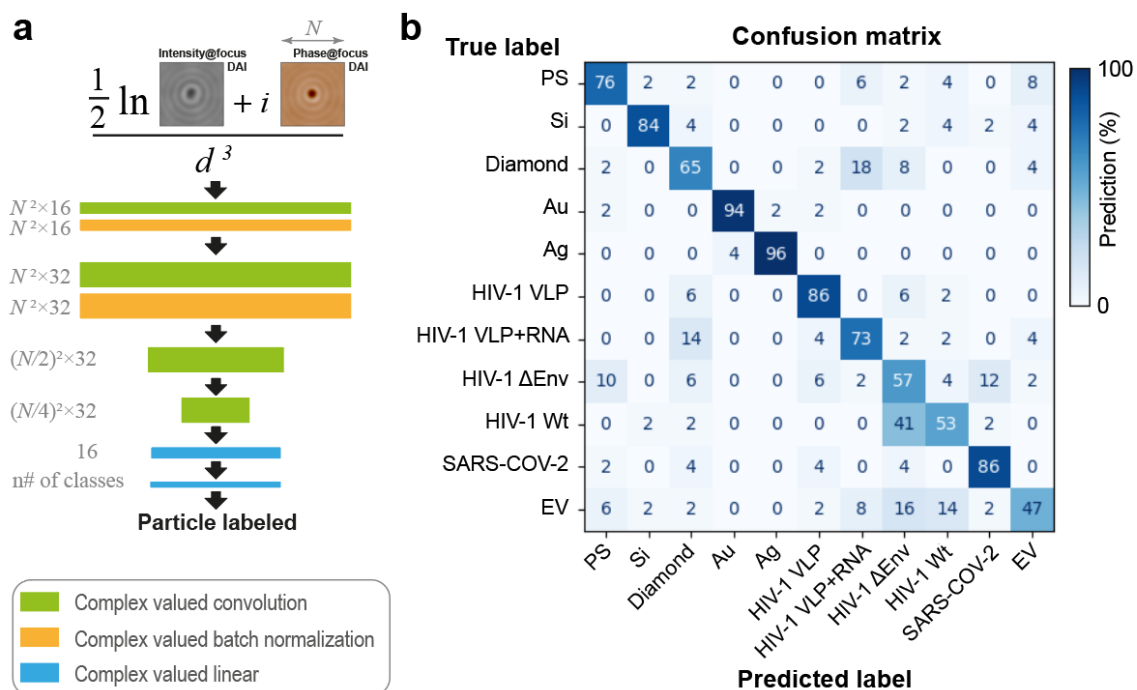 a
N
Intensity@focus
DAI
Phase@focus
DAI
1/2 ln + i
d ³
N ²×16
N ²×16
N ²×32
N ²×32
(N/2)²×32
(N/4)²×32
16
n# of classes
Particle labeled
Complex valued convolution
Complex valued batch normalization
Complex valued linear
b
True label
Confusion matrix
PS 76 2 2 0 0 0 6 2 4 0 8
Si 0 84 4 0 0 0 0 2 4 2 4
Diamond 2 0 65 0 0 2 18 8 0 0 4
Au 2 0 0 94 2 2 0 0 0 0 0
Ag 0 0 0 4 96 0 0 0 0 0 0
HIV-1 VLP 0 0 6 0 0 86 0 6 2 0 0
HIV-1 VLP+RNA 0 0 14 0 0 4 73 2 2 0 4
HIV-1 ΔEnv 10 0 6 0 0 6 2 57 4 12 2
HIV-1 Wt 0 2 2 0 0 0 0 41 53 2 0
SARS-COV-2 2 0 4 0 0 4 0 4 0 86 0
EV 6 2 2 0 0 2 8 16 14 2 47
PS
Si
Diamond
Au
Ag
HIV-1 VLP
HIV-1 VLP+RNA
HIV-1 ΔEnv
HIV-1 Wt
SARS-COV-2
EV
Predicted label
100
Prediction (%)
0